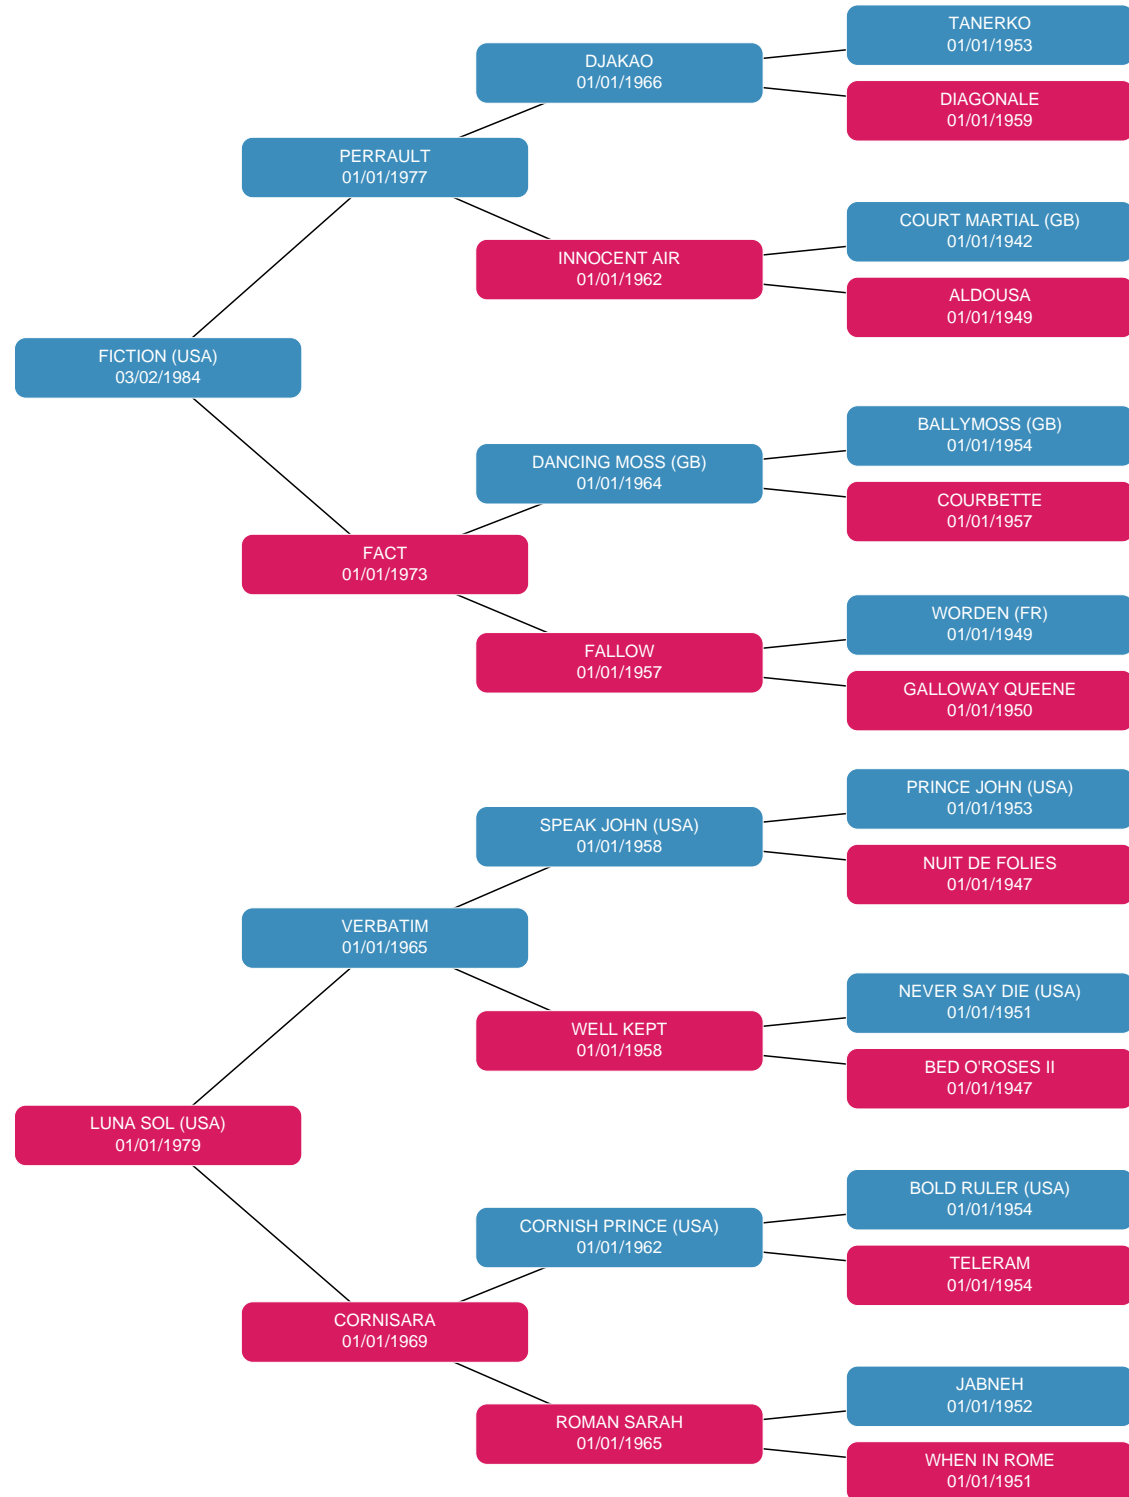 TANERKO
01/01/1953
DJAKAO
01/01/1966
DIAGONALE
01/01/1959
PERRAULT
01/01/1977
COURT MARTIAL (GB)
01/01/1942
INNOCENT AIR
01/01/1962
ALDOUSA
01/01/1949
FICTION (USA)
03/02/1984
BALLYMOSS (GB)
01/01/1954
DANCING MOSS (GB)
01/01/1964
COURBETTE
01/01/1957
FACT
01/01/1973
WORDEN (FR)
01/01/1949
FALLOW
01/01/1957
GALLOWAY QUEENE
01/01/1950
PRINCE JOHN (USA)
01/01/1953
SPEAK JOHN (USA)
01/01/1958
NUIT DE FOLIES
01/01/1947
VERBATIM
01/01/1965
NEVER SAY DIE (USA)
01/01/1951
WELL KEPT
01/01/1958
BED O'ROSES II
01/01/1947
LUNA SOL (USA)
01/01/1979
BOLD RULER (USA)
01/01/1954
CORNISH PRINCE (USA)
01/01/1962
TELERAM
01/01/1954
CORNISARA
01/01/1969
JABNEH
01/01/1952
ROMAN SARAH
01/01/1965
WHEN IN ROME
01/01/1951